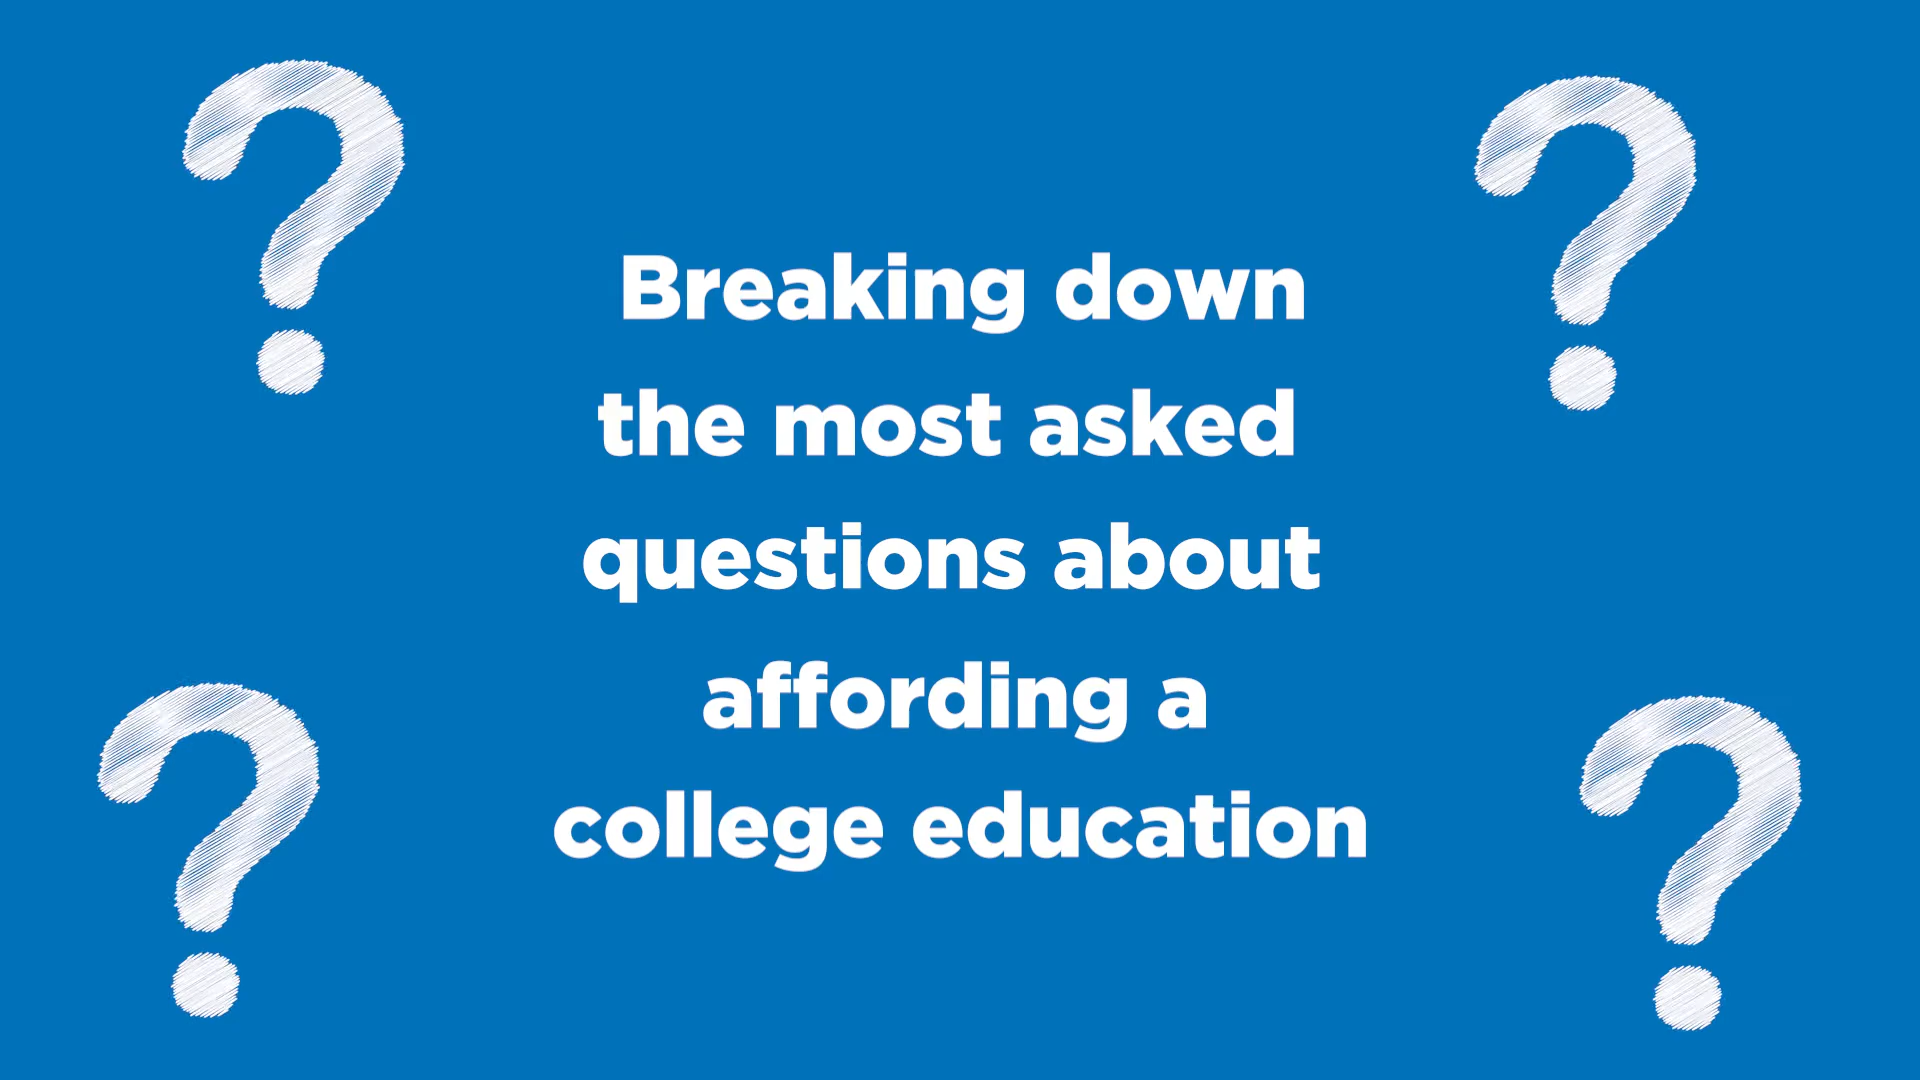 Breaking down
the most asked
questions about
affording a
college education
? ? ? ?